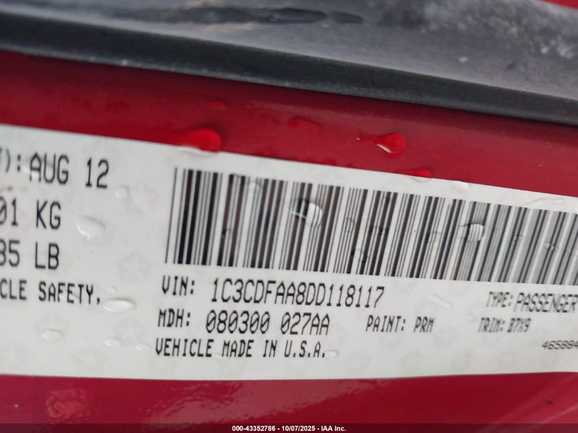 ): AUG 12
01 KG
85 LB
CLE SAFETY,
VIN: 1C3CDFAA8DD118117 TYPE: PASSENGER
MDH: 080300 027AA PAINT: PRM TRIM: B7X9
VEHICLE MADE IN U.S.A. 465884
000-43352786 - 10/07/2025 - IAA Inc.